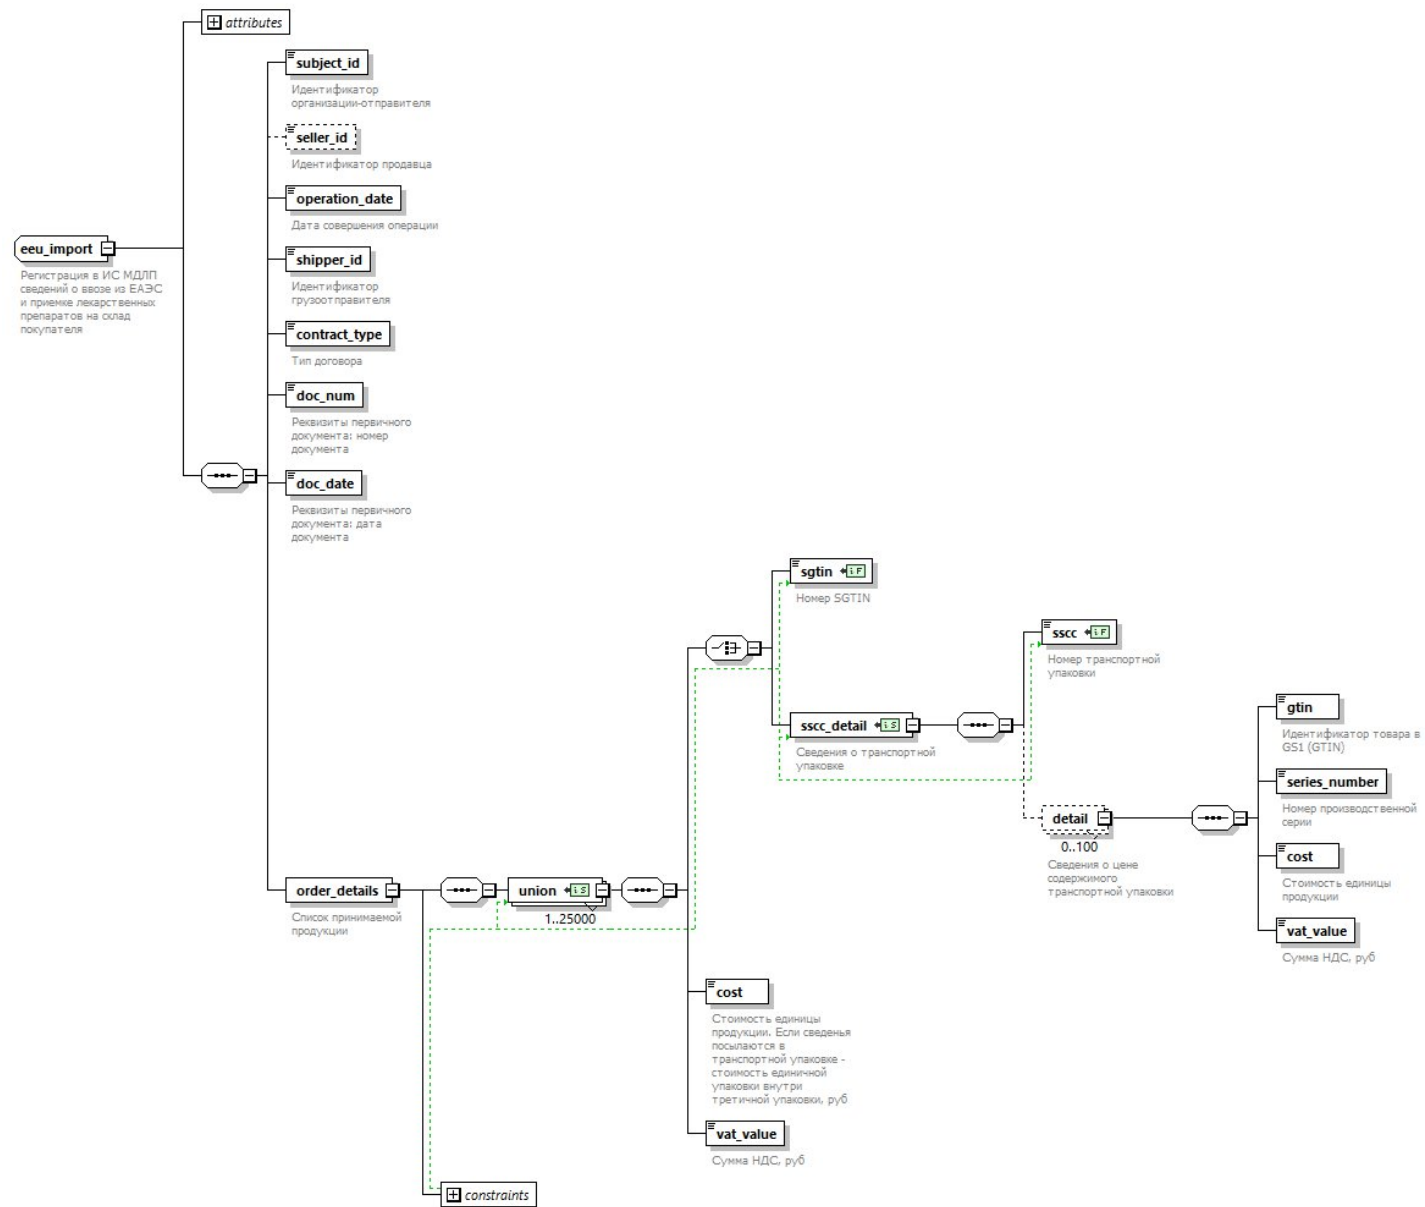 attributes
subject_id
Идентификатор
организации-отправителя
seller_id
Идентификатор продавца
operation_date
Дата совершения операции
eeu_import
Регистрация в ИС МДЛП
сведений о ввозе из ЕАЭС
и приемке лекарственных
препаратов на склад
покупателя
shipper_id
Идентификатор
грузоотправителя
contract_type
Тип договора
doc_num
Реквизиты первичного
документа: номер
документа
doc_date
Реквизиты первичного
документа: дата
документа
order_details
Список принимаемой
продукции
union
1..25000
sgtin
Номер SGTIN
sscc_detail
Сведения о транспортной
упаковке
sscc
Номер транспортной
упаковки
detail
0..100
Сведения о цене
содержимого
транспортной упаковки
gtin
Идентификатор товара в
GS1 (GTIN)
series_number
Номер производственной
серии
cost
Стоимость единицы
продукции
vat_value
Сумма НДС, руб
cost
Стоимость единицы
продукции. Если сведенья
посылаются в
транспортной упаковке -
стоимость единичной
упаковки внутри
третичной упаковки, руб
vat_value
Сумма НДС, руб
constraints